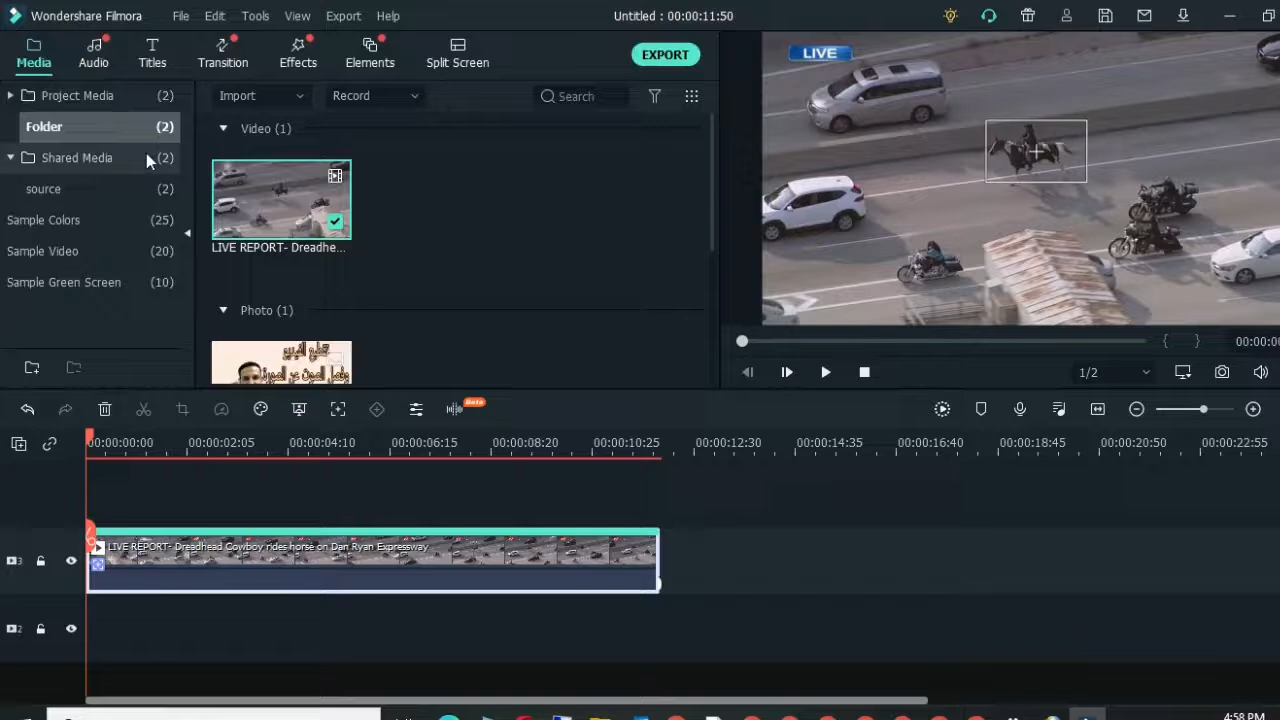 Wondershare Filmora
File
Edit
Tools
View
Export
Help
Untitled : 00:00:11:50
Media
Audio
Titles
Transition
Effects
Elements
Split Screen
EXPORT
Project Media (2)
Folder (2)
Shared Media (2)
source (2)
Sample Colors (25)
Sample Video (20)
Sample Green Screen (10)
Import
Record
Search
Video (1)
LIVE REPORT- Dreadhe...
Photo (1)
LIVE
1/2
Beta
00:00:00:00
00:00:02:05
00:00:04:10
00:00:06:15
00:00:08:20
00:00:10:25
00:00:12:30
00:00:14:35
00:00:16:40
00:00:18:45
00:00:20:50
00:00:22:55
LIVE REPORT- Dreadhead Cowboy rides horse on Dan Ryan Expressway
3
2
4:58 PM